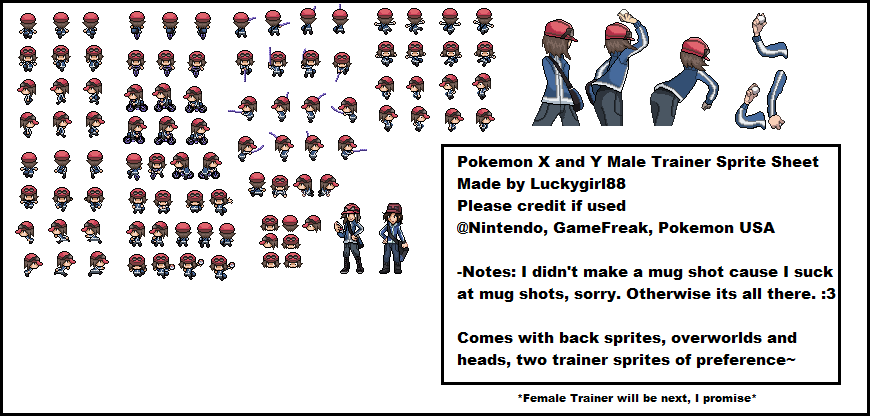 Pokemon X and Y Male Trainer Sprite Sheet
Made by Luckygirl88
Please credit if used
@Nintendo, GameFreak, Pokemon USA
-Notes: I didn't make a mug shot cause I suck
at mug shots, sorry. Otherwise its all there. :3
Comes with back sprites, overworlds and
heads, two trainer sprites of preference~
*Female Trainer will be next, I promise*